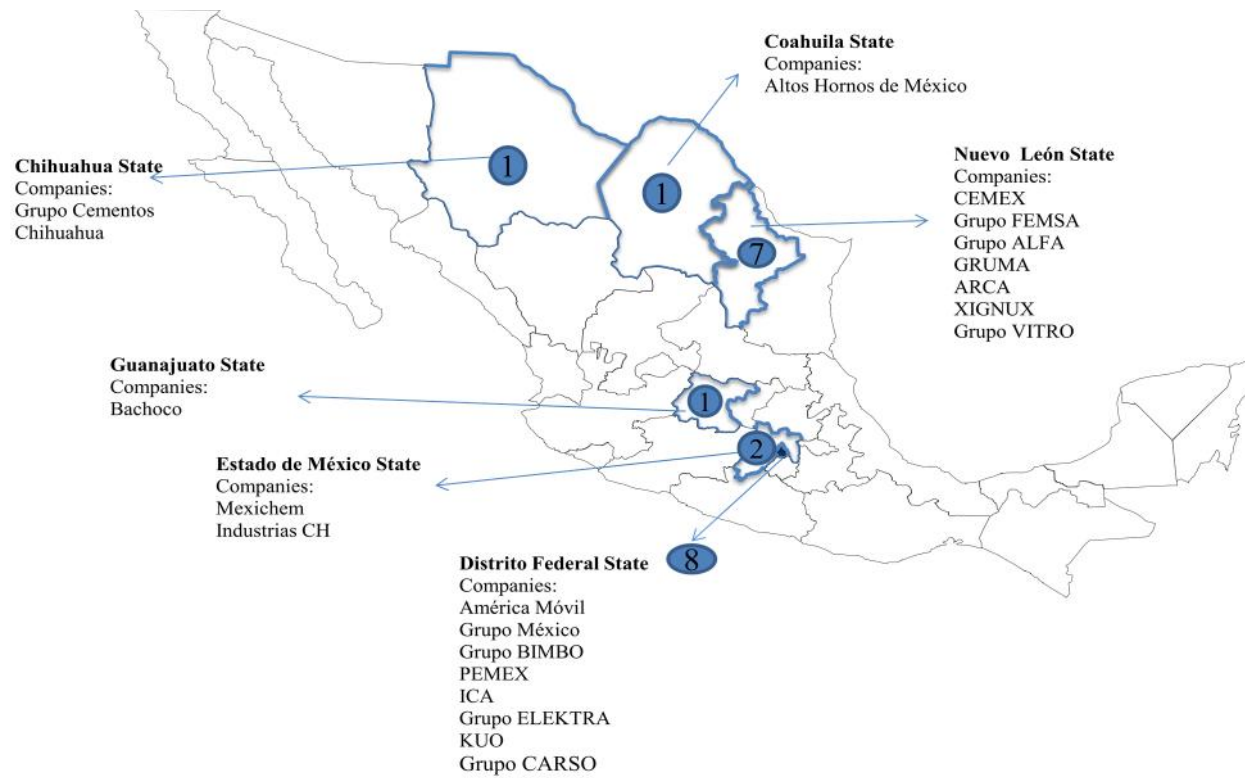 Coahuila State
Companies:
Altos Hornos de México
Chihuahua State
Companies:
Grupo Cementos
Chihuahua
1
1
Nuevo León State
Companies:
CEMEX
Grupo FEMSA
Grupo ALFA
GRUMA
ARCA
XIGNUX
Grupo VITRO
7
Guanajuato State
Companies:
Bachoco
1
Estado de México State
Companies:
Mexichem
Industrias CH
2
Distrito Federal State
Companies:
América Móvil
Grupo México
Grupo BIMBO
PEMEX
ICA
Grupo ELEKTRA
KUO
Grupo CARSO
8